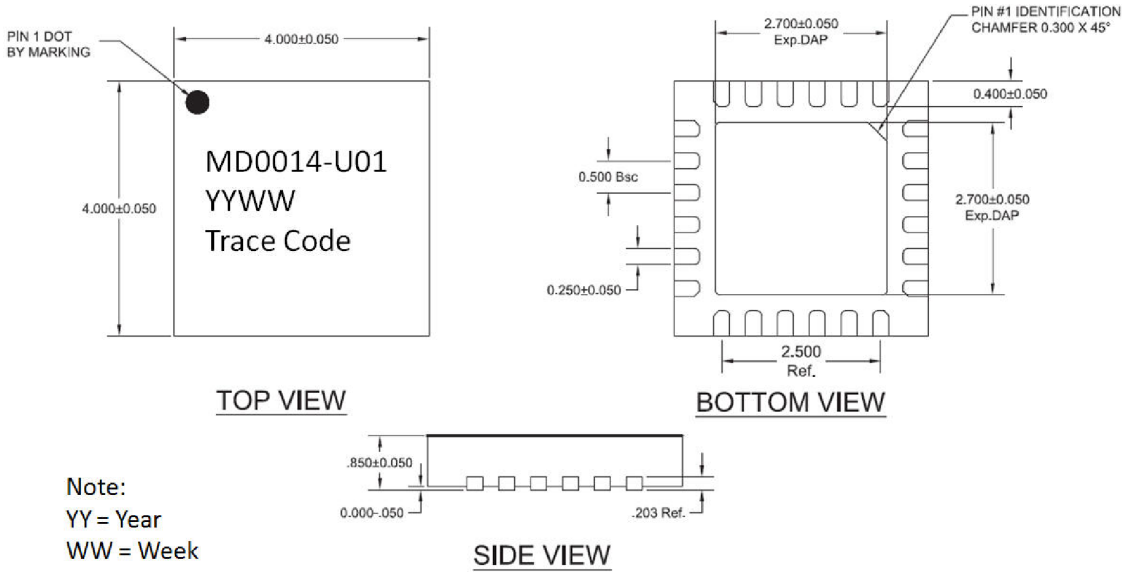 PIN 1 DOT
BY MARKING
4.000±0.050
4.000±0.050
MD0014-U01
YYWW
Trace Code
TOP VIEW
2.700±0.050
Exp.DAP
PIN #1 IDENTIFICATION
CHAMFER 0.300 X 45°
0.400±0.050
0.500 Bsc
2.700±0.050
Exp.DAP
0.250±0.050
2.500
Ref.
BOTTOM VIEW
.850±0.050
0.000-.050
.203 Ref.
SIDE VIEW
Note:
YY = Year
WW = Week